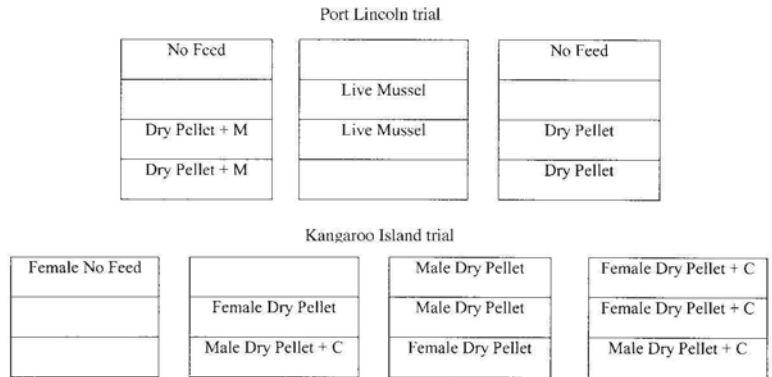 Port Lincoln trial
No Feed
Dry Pellet + M
Dry Pellet + M
Live Mussel
Live Mussel
No Feed
Dry Pellet
Dry Pellet
Kangaroo Island trial
Female No Feed
Female Dry Pellet
Male Dry Pellet + C
Male Dry Pellet
Male Dry Pellet
Female Dry Pellet
Female Dry Pellet + C
Female Dry Pellet + C
Male Dry Pellet + C